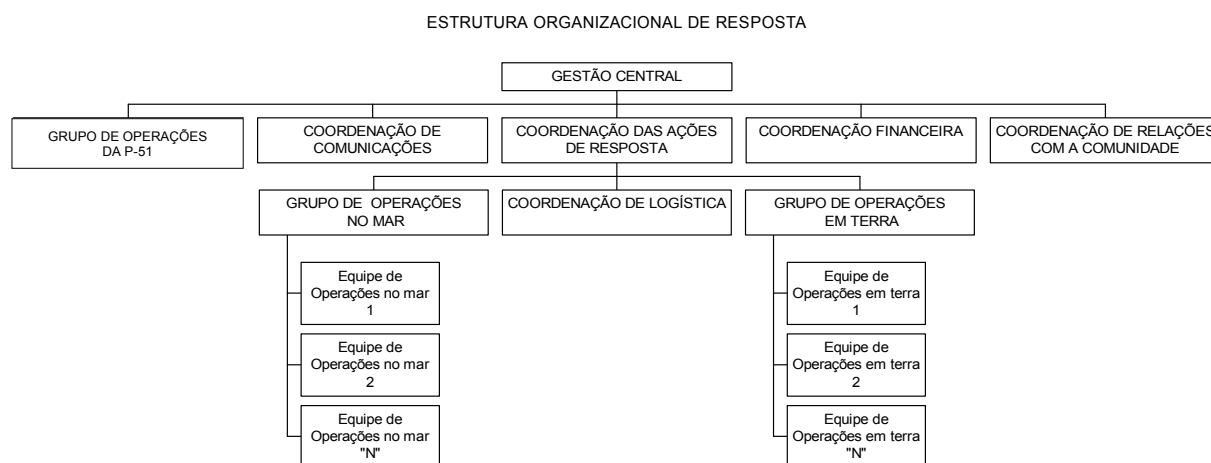 ESTRUTURA ORGANIZACIONAL DE RESPOSTA
GESTÃO CENTRAL
GRUPO DE OPERAÇÕES
DA P-51
COORDENAÇÃO DE
COMUNICAÇÕES
COORDENAÇÃO DAS AÇÕES
DE RESPOSTA
COORDENAÇÃO FINANCEIRA
COORDENAÇÃO DE RELAÇÕES
COM A COMUNIDADE
GRUPO DE OPERAÇÕES
NO MAR
COORDENAÇÃO DE LOGÍSTICA
GRUPO DE OPERAÇÕES
EM TERRA
Equipe de
Operações no mar
1
Equipe de
Operações no mar
2
Equipe de
Operações no mar
"N"
Equipe de
Operações em terra
1
Equipe de
Operações em terra
2
Equipe de
Operações em terra
"N"